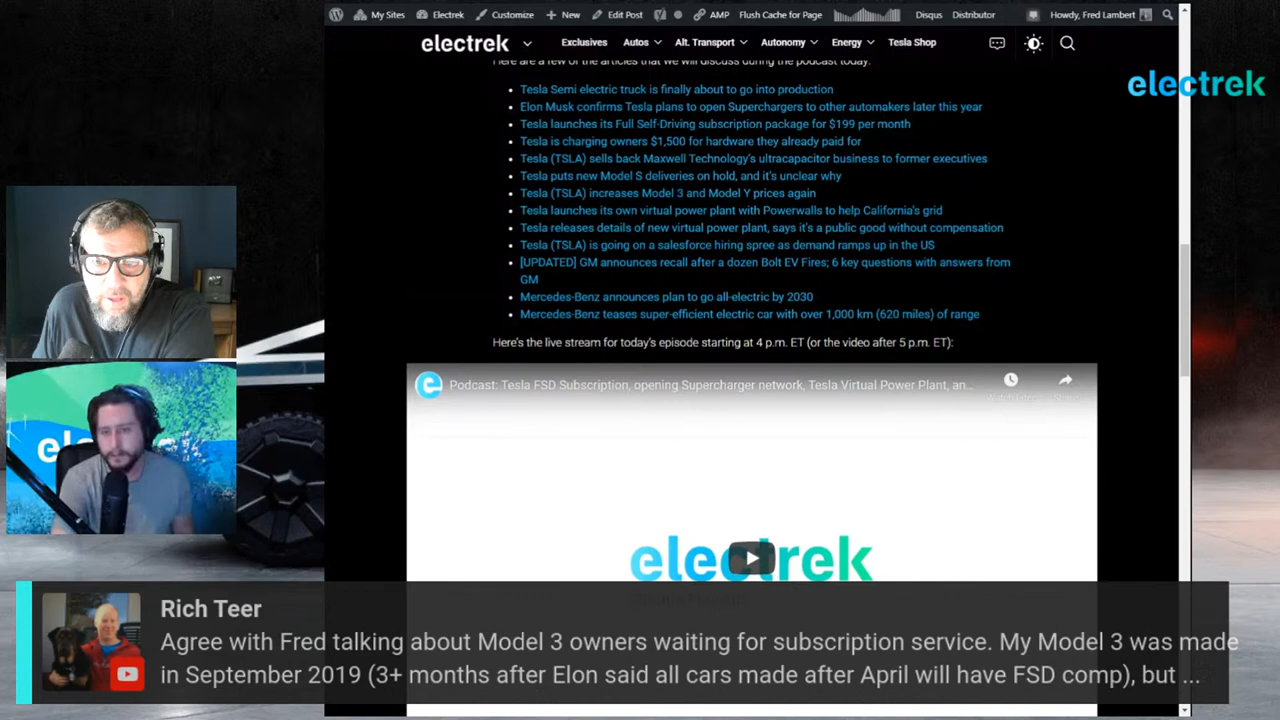 My Sites Electrek Customize + New Edit Post AMP Flush Cache for Page Disqus Distributor Howdy, Fred Lambert
electrek Exclusives Autos Alt. Transport Autonomy Energy Tesla Shop
electrek
Here are a few of the articles that we will discuss during the podcast today:
• Tesla Semi electric truck is finally about to go into production
• Elon Musk confirms Tesla plans to open Superchargers to other automakers later this year
• Tesla launches its Full Self-Driving subscription package for $199 per month
• Tesla is charging owners $1,500 for hardware they already paid for
• Tesla (TSLA) sells back Maxwell Technology's ultracapacitor business to former executives
• Tesla puts new Model S deliveries on hold, and it's unclear why
• Tesla (TSLA) increases Model 3 and Model Y prices again
• Tesla launches its own virtual power plant with Powerwalls to help California's grid
• Tesla releases details of new virtual power plant, says it's a public good without compensation
• Tesla (TSLA) is going on a salesforce hiring spree as demand ramps up in the US
• [UPDATED] GM announces recall after a dozen Bolt EV Fires; 6 key questions with answers from
GM
• Mercedes-Benz announces plan to go all-electric by 2030
• Mercedes-Benz teases super-efficient electric car with over 1,000 km (620 miles) of range
Here's the live stream for today's episode starting at 4 p.m. ET (or the video after 5 p.m. ET):
e Podcast: Tesla FSD Subscription, opening Supercharger network, Tesla Virtual Power Plant, an...
electrek
electrek
Rich Teer
Agree with Fred talking about Model 3 owners waiting for subscription service. My Model 3 was made
in September 2019 (3+ months after Elon said all cars made after April will have FSD comp), but ...